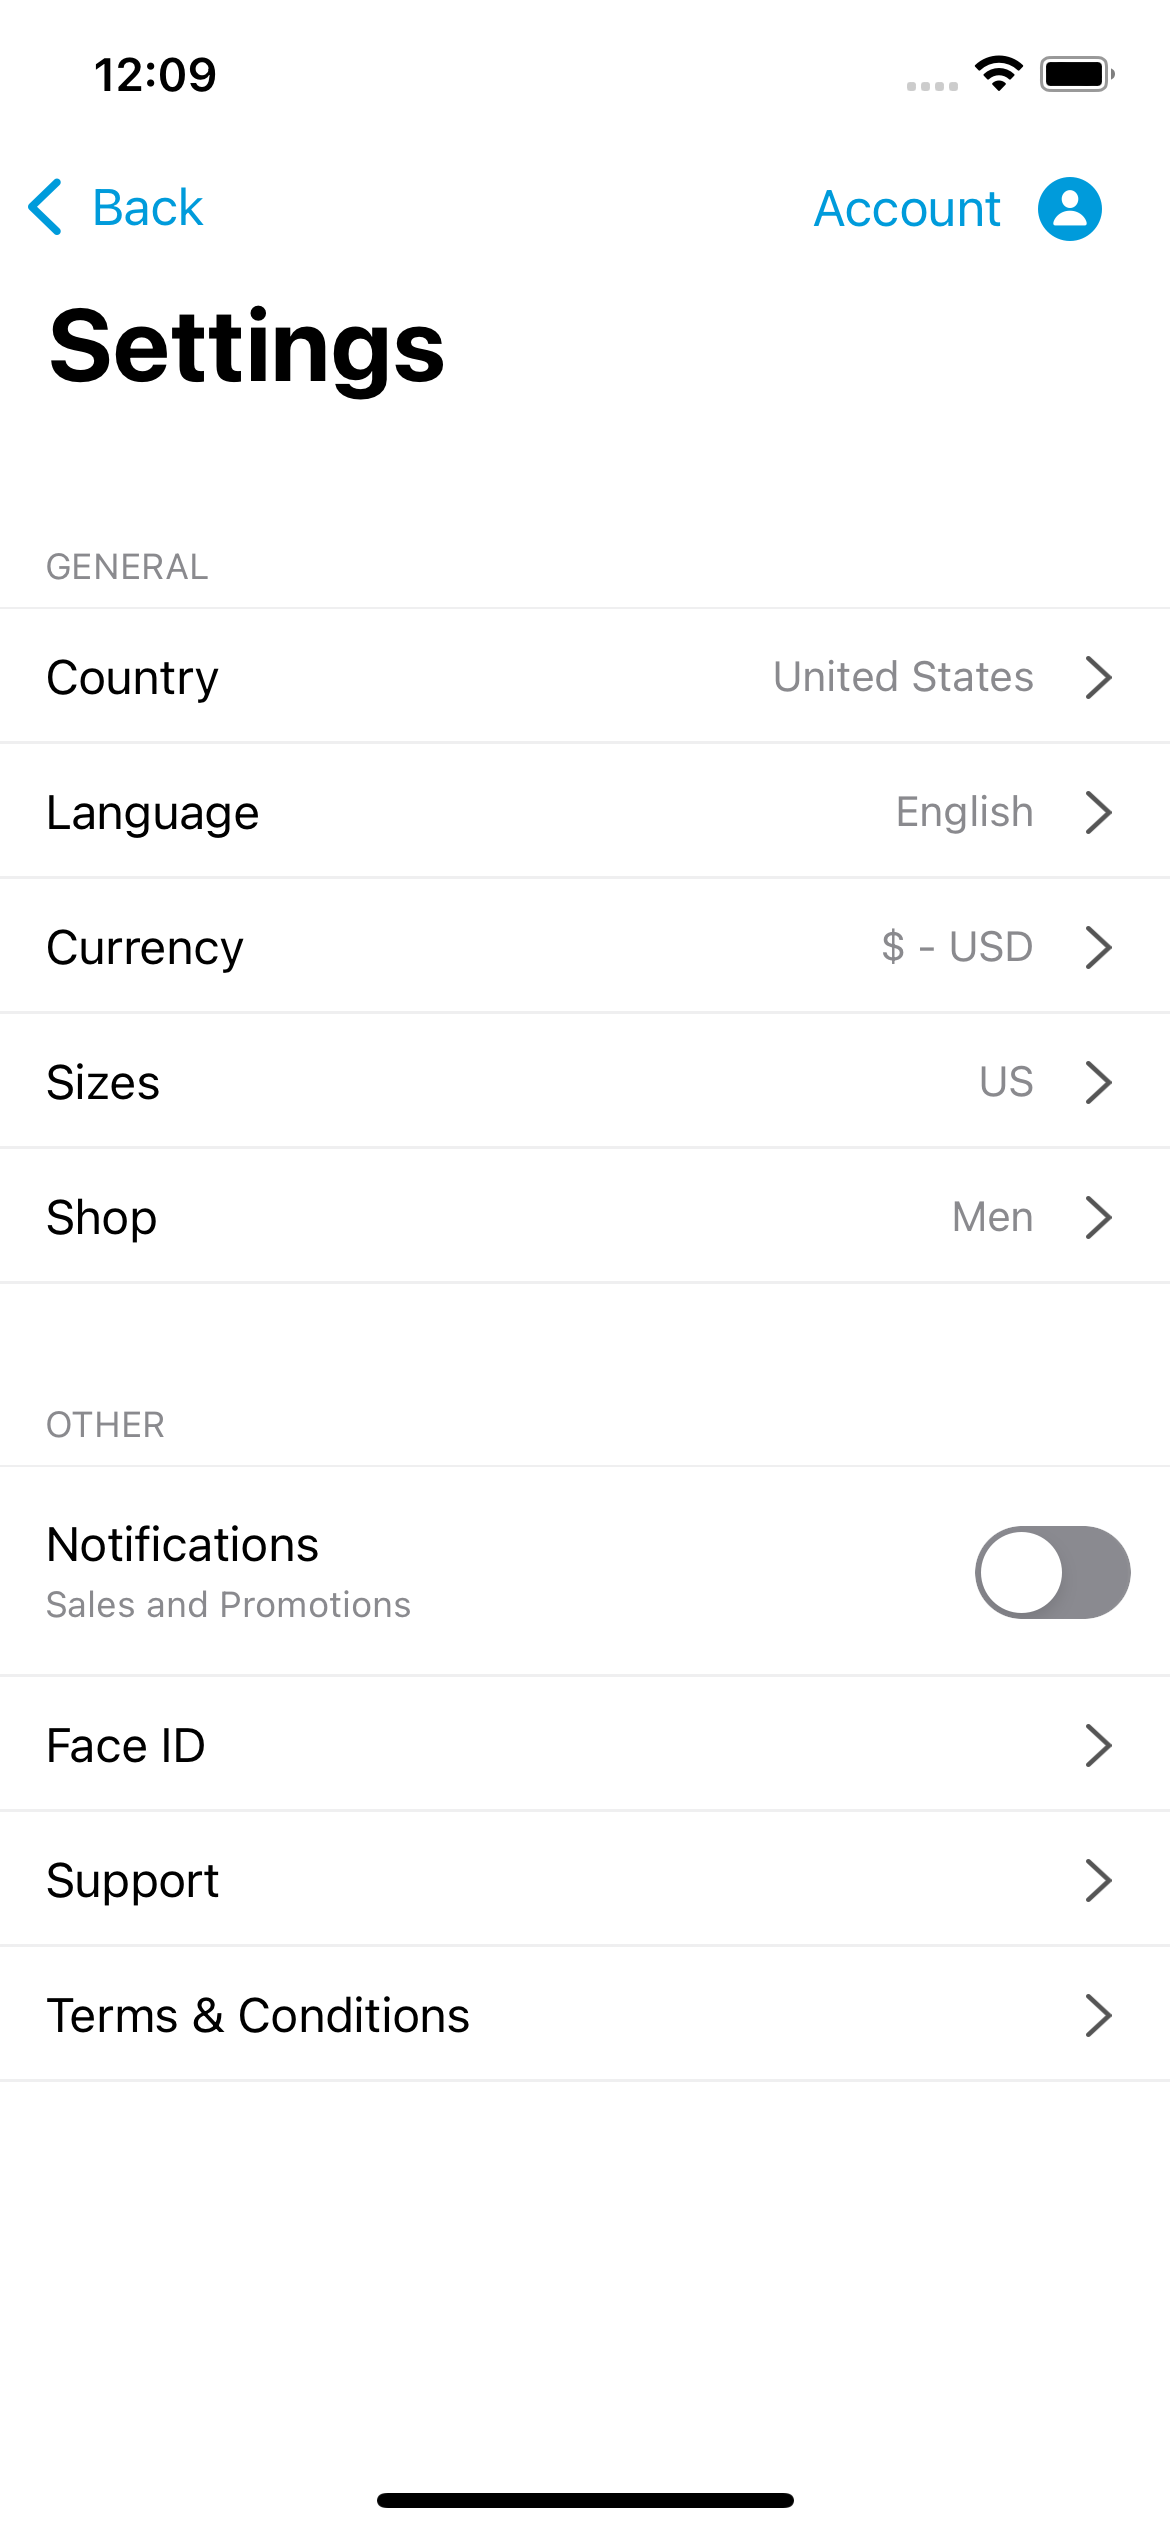 12:09
Back
Account
Settings
GENERAL
Country United States
Language English
Currency $ - USD
Sizes US
Shop Men
OTHER
Notifications
Sales and Promotions
Face ID
Support
Terms & Conditions